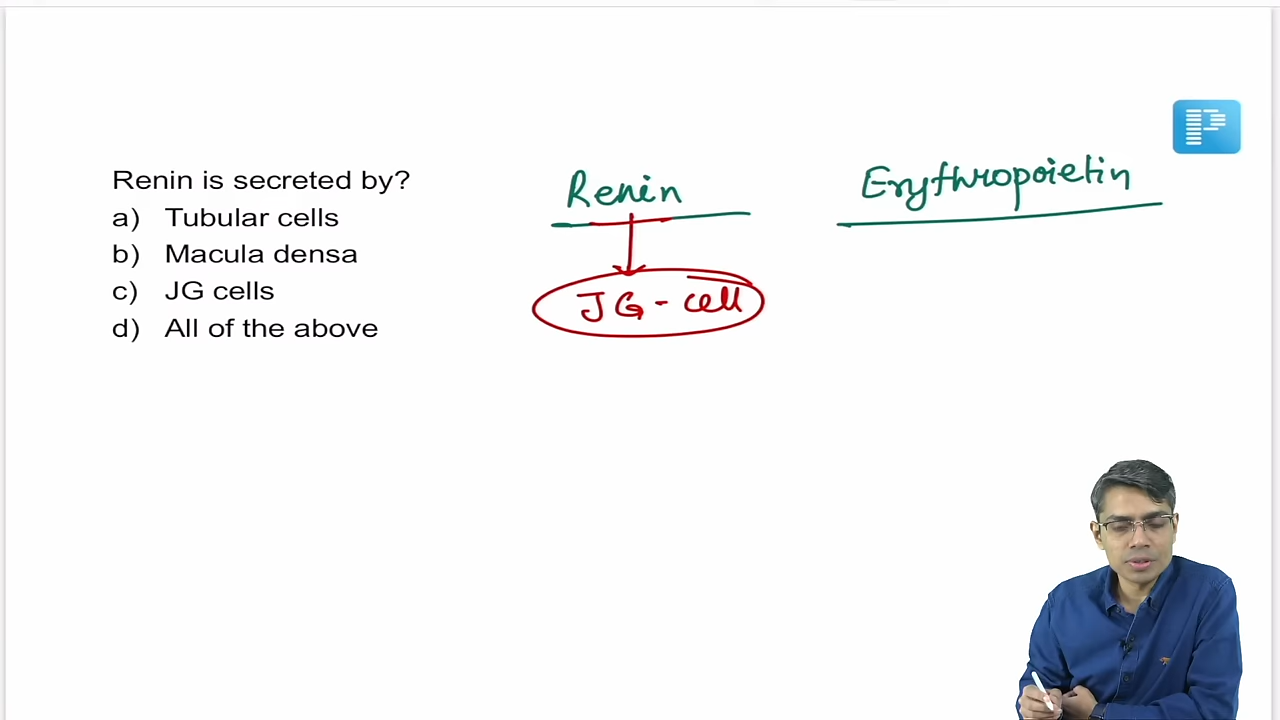 Renin is secreted by?
a) Tubular cells
b) Macula densa
c) JG cells
d) All of the above
Renin
JG - cell
Erythropoietin
P